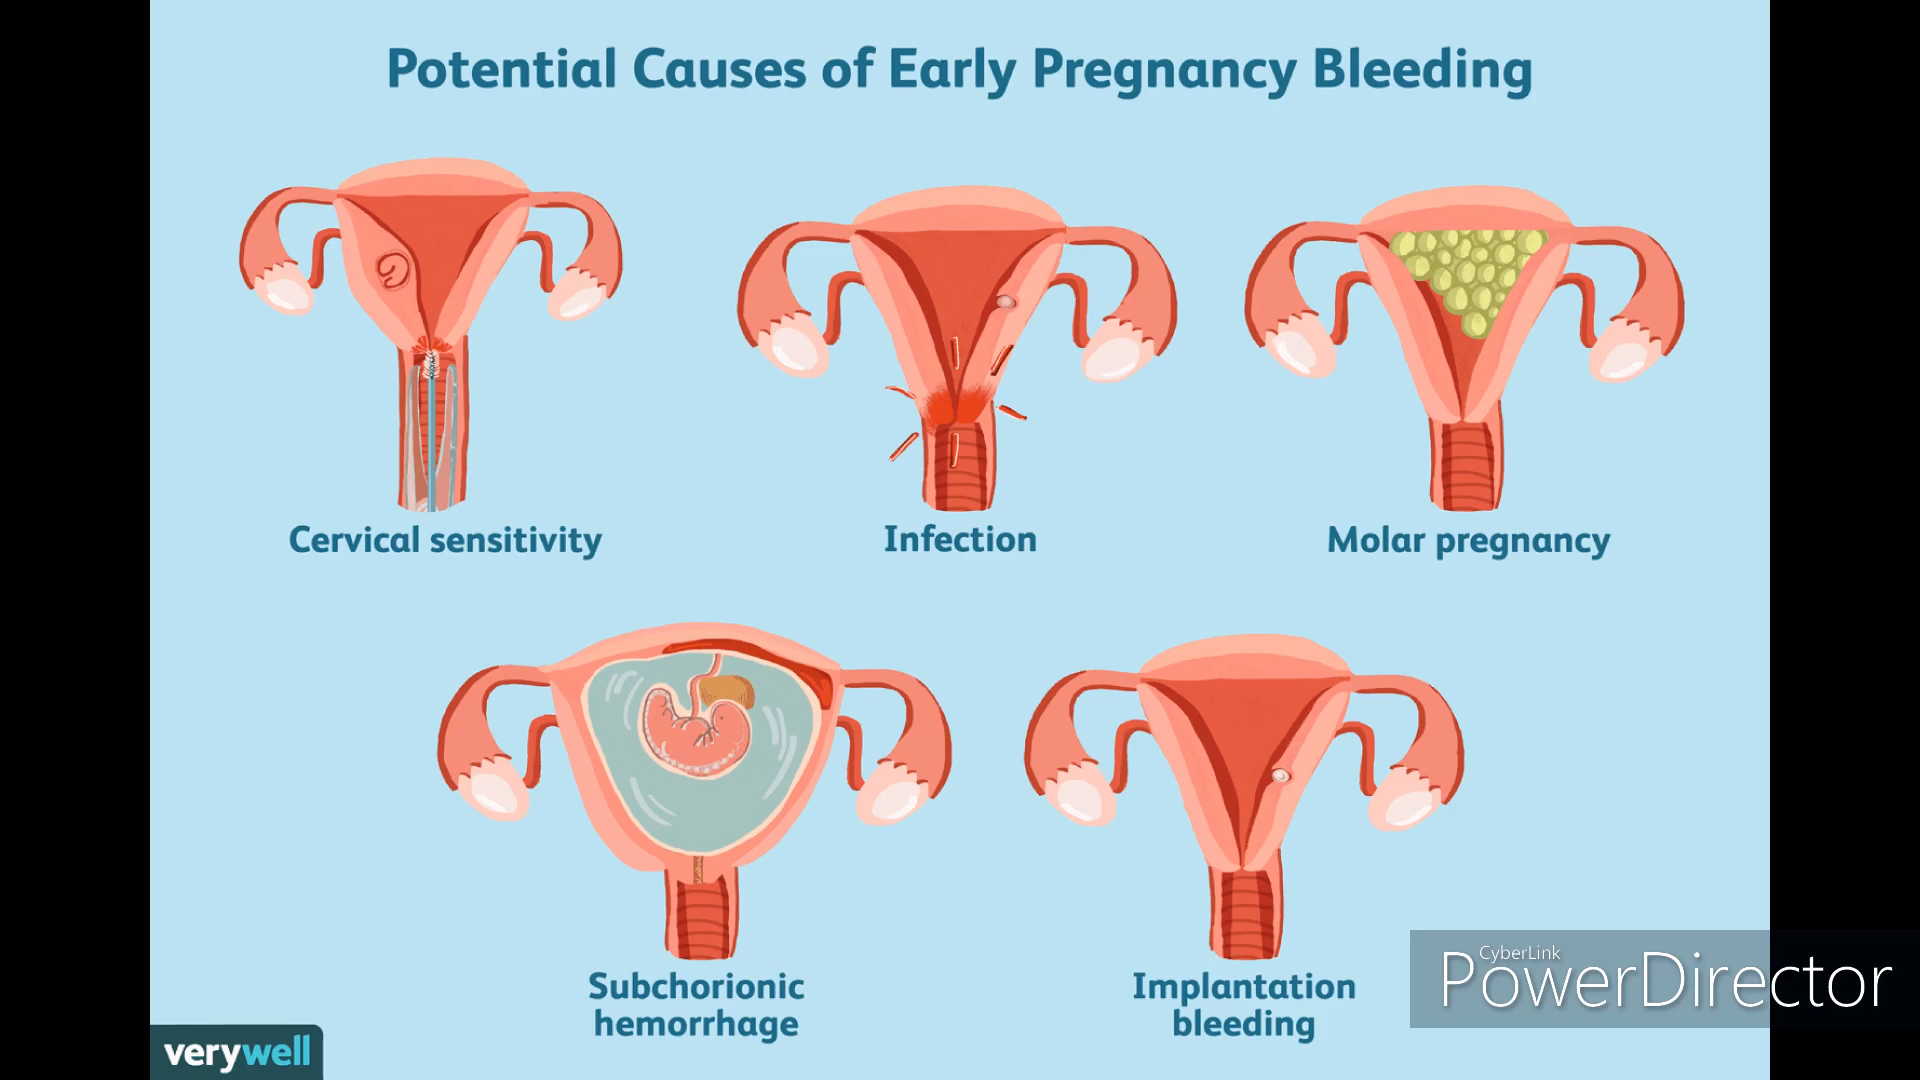 Potential Causes of Early Pregnancy Bleeding
Cervical sensitivity
Infection
Molar pregnancy
Subchorionic
hemorrhage
Implantation
bleeding
CyberLink
PowerDirector
verywell